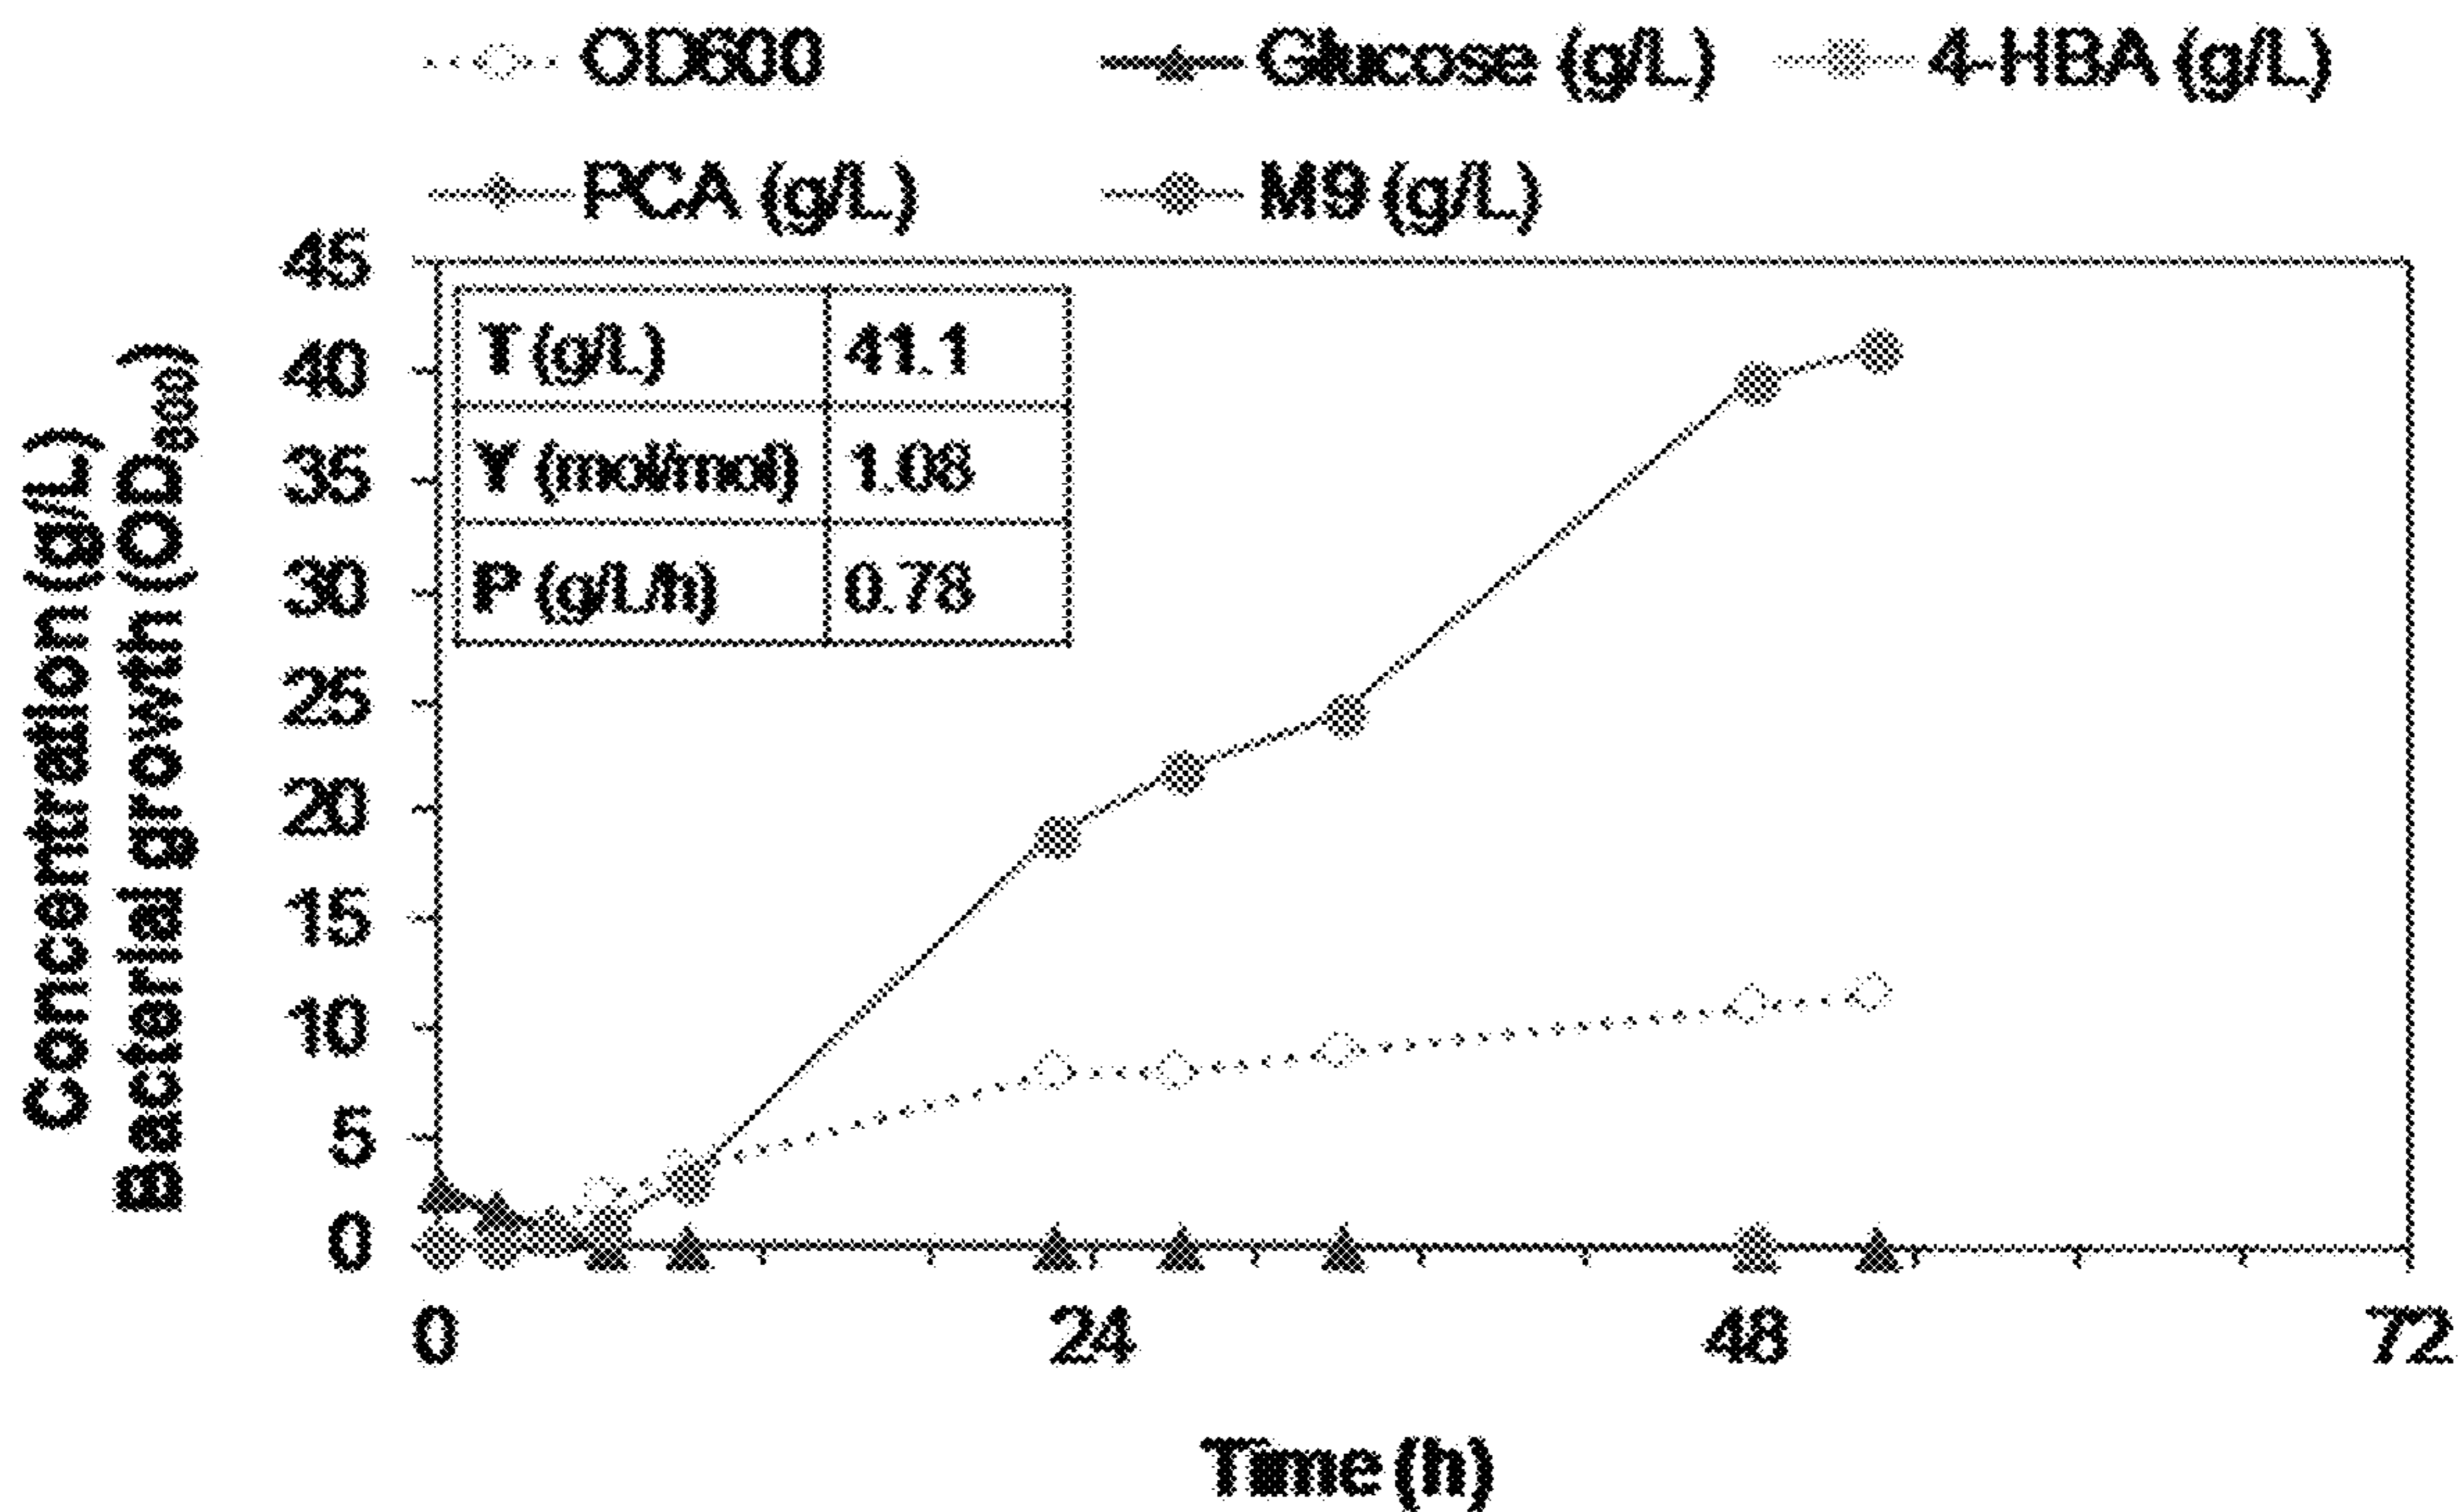 OD600 Glucose (g/L) 4-HBA (g/L)
PCA (g/L) M9 (g/L)
Concentration (g/L)
Bacterial growth (OD600)
45
40
35
30
25
20
15
10
5
0
T (g/L) 41.1
Y (mol/mol) 1.08
P (g/L/h) 0.78
0 24 48 72
Time (h)